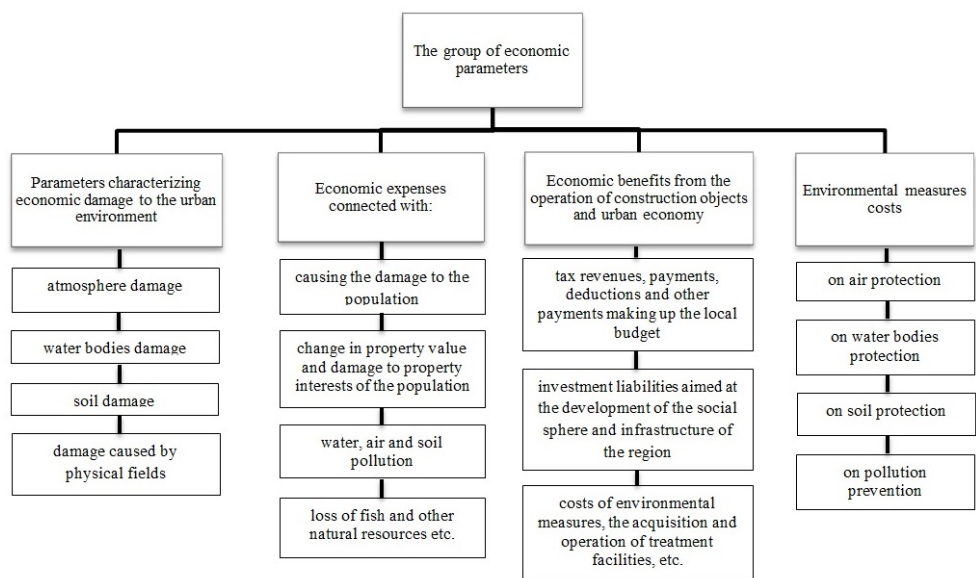 The group of economic
parameters
Parameters characterizing
economic damage to the urban
environment
atmosphere damage
water bodies damage
soil damage
damage caused by
physical fields
Economic expenses
connected with:
causing the damage to the
population
change in property value
and damage to property
interests of the population
water, air and soil
pollution
loss of fish and other
natural resources etc.
Economic benefits from the
operation of construction objects
and urban economy
tax revenues, payments,
deductions and other
payments making up the local
budget
investment liabilities aimed at
the development of the social
sphere and infrastructure of
the region
costs of environmental
measures, the acquisition and
operation of treatment
facilities, etc.
Environmental measures
costs
on air protection
on water bodies
protection
on soil protection
on pollution
prevention